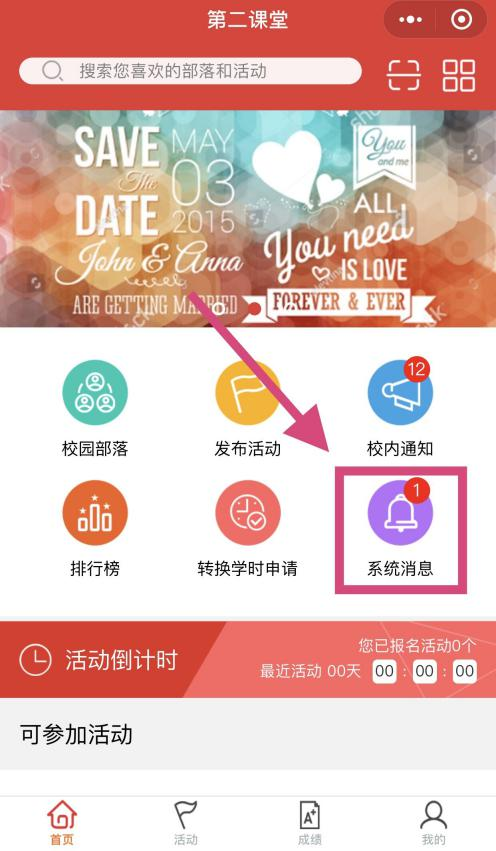 第二课堂
搜索您喜欢的部落和活动
SAVE
The
DATE
MAY
03
2015
John & Anna
ARE GETTING MARRIED
You
and me
ALL
You need
IS LOVE
FOREVER & EVER
校园部落
发布活动
12
校内通知
排行榜
转换学时申请
1
系统消息
活动倒计时
您已报名活动0个
最近活动 00天 00 : 00 : 00
可参加活动
首页
活动
A+
成绩
我的